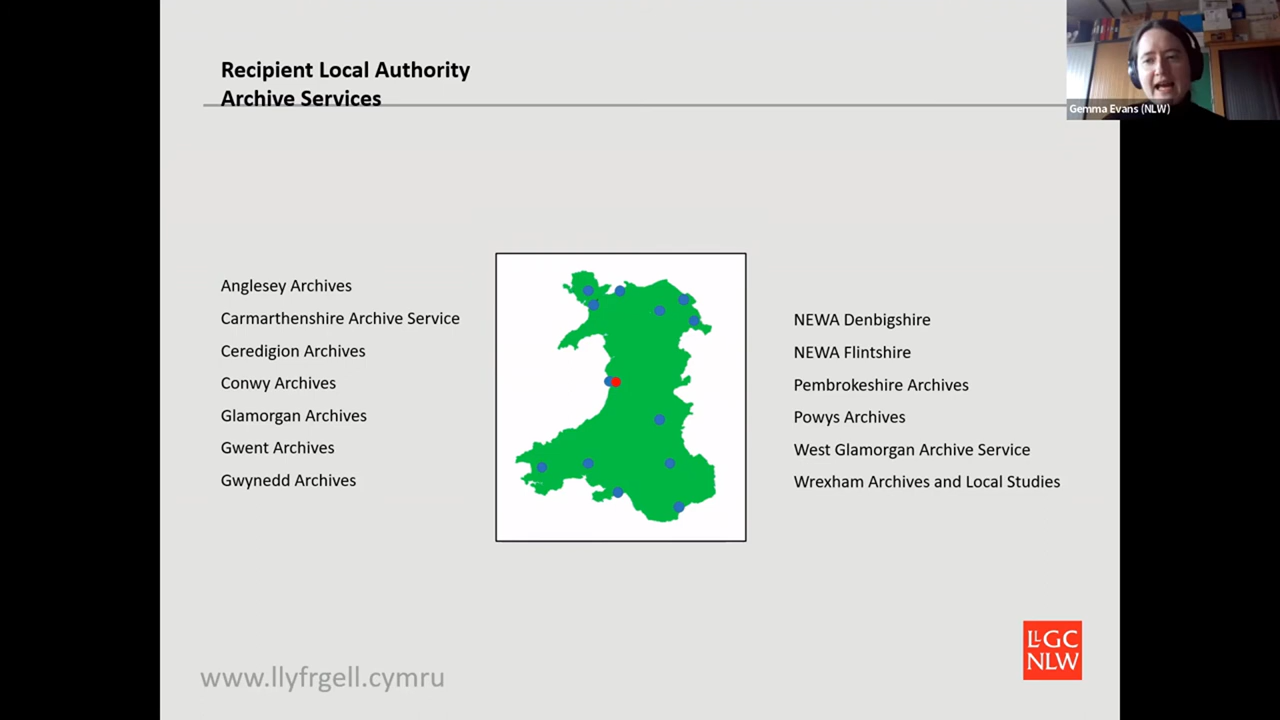 Recipient Local Authority
Archive Services
Gemma Evans (NLW)
Anglesey Archives
Carmarthenshire Archive Service
Ceredigion Archives
Conwy Archives
Glamorgan Archives
Gwent Archives
Gwynedd Archives
NEWA Denbigshire
NEWA Flintshire
Pembrokeshire Archives
Powys Archives
West Glamorgan Archive Service
Wrexham Archives and Local Studies
LLGC
NLW
www.llyfrgell.cymru